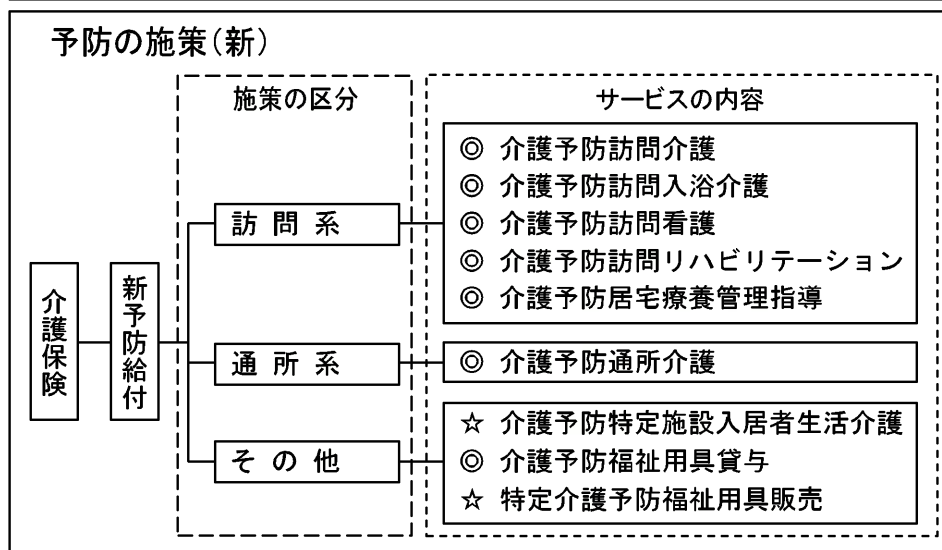 予防の施策（新）
施策の区分
サービスの内容
介護保険
新予防給付
訪問系
◎ 介護予防訪問介護
◎ 介護予防訪問入浴介護
◎ 介護予防訪問看護
◎ 介護予防訪問リハビリテーション
◎ 介護予防居宅療養管理指導
通所系
◎ 介護予防通所介護
その他
☆ 介護予防特定施設入居者生活介護
◎ 介護予防福祉用具貸与
☆ 特定介護予防福祉用具販売